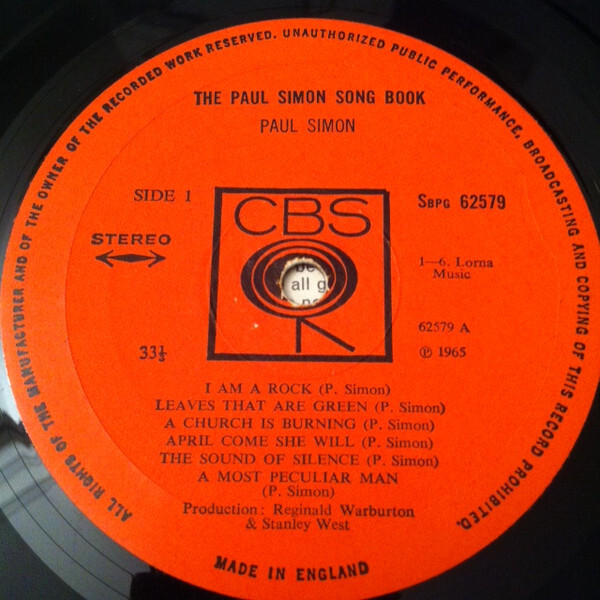 ALL RIGHTS OF THE MANUFACTURER AND OF THE OWNER OF THE RECORDED WORK RESERVED. UNAUTHORIZED PUBLIC PERFORMANCE, BROADCASTING AND COPYING OF THIS RECORD PROHIBITED.
THE PAUL SIMON SONG BOOK
PAUL SIMON
SIDE 1
CBS
SBPG 62579
STEREO
1—6. Lorna
Music
be
all g
33⅓
62579 A
℗ 1965
I AM A ROCK (P. Simon)
LEAVES THAT ARE GREEN (P. Simon)
A CHURCH IS BURNING (P. Simon)
APRIL COME SHE WILL (P. Simon)
THE SOUND OF SILENCE (P. Simon)
A MOST PECULIAR MAN
(P. Simon)
Production: Reginald Warburton
& Stanley West
MADE IN ENGLAND